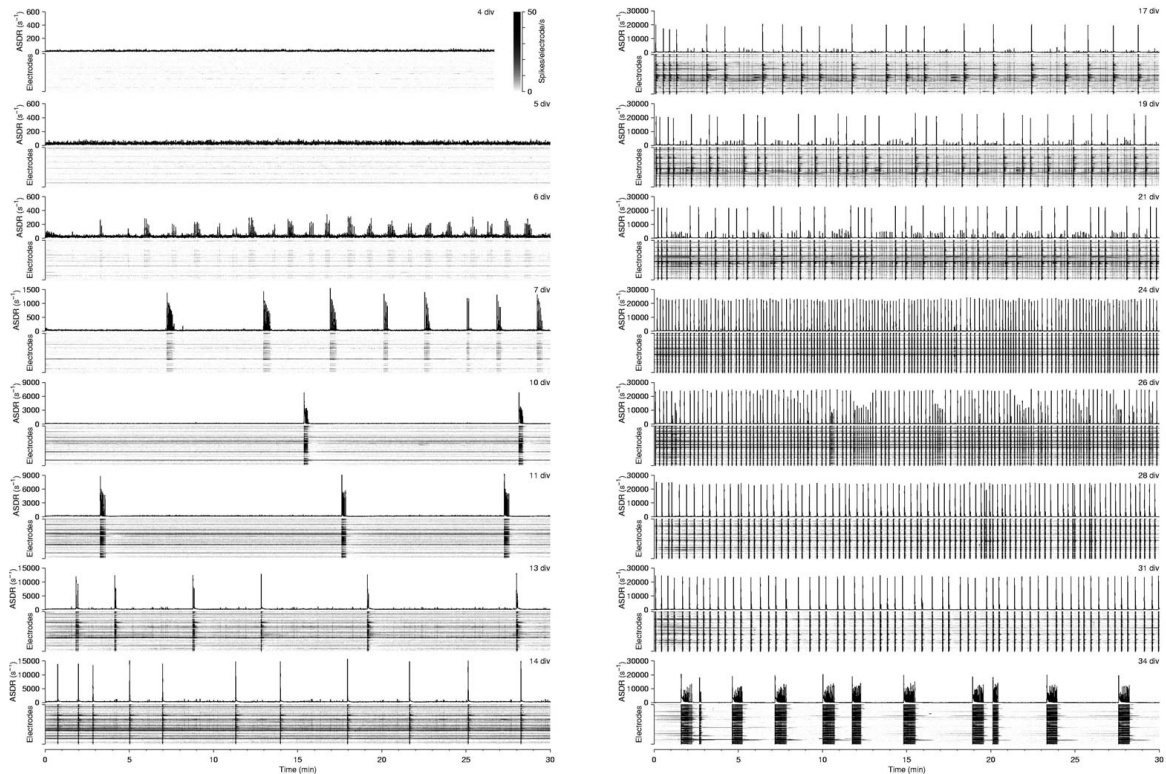 4 div
ASDR (s⁻¹)
600
400
200
0
Electrodes
50
Spikes/electrode/s
0
5 div
ASDR (s⁻¹)
600
400
200
0
Electrodes
6 div
ASDR (s⁻¹)
600
400
200
0
Electrodes
7 div
ASDR (s⁻¹)
1500
1000
500
0
Electrodes
10 div
ASDR (s⁻¹)
9000
6000
3000
0
Electrodes
11 div
ASDR (s⁻¹)
9000
6000
3000
0
Electrodes
13 div
ASDR (s⁻¹)
15000
10000
5000
0
Electrodes
14 div
ASDR (s⁻¹)
15000
10000
5000
0
Electrodes
0 5 10 15 20 25 30
Time (min)
17 div
ASDR (s⁻¹)
30000
20000
10000
0
Electrodes
19 div
ASDR (s⁻¹)
30000
20000
10000
0
Electrodes
21 div
ASDR (s⁻¹)
30000
20000
10000
0
Electrodes
24 div
ASDR (s⁻¹)
30000
20000
10000
0
Electrodes
26 div
ASDR (s⁻¹)
30000
20000
10000
0
Electrodes
28 div
ASDR (s⁻¹)
30000
20000
10000
0
Electrodes
31 div
ASDR (s⁻¹)
30000
20000
10000
0
Electrodes
34 div
ASDR (s⁻¹)
30000
20000
10000
0
Electrodes
0 5 10 15 20 25 30
Time (min)